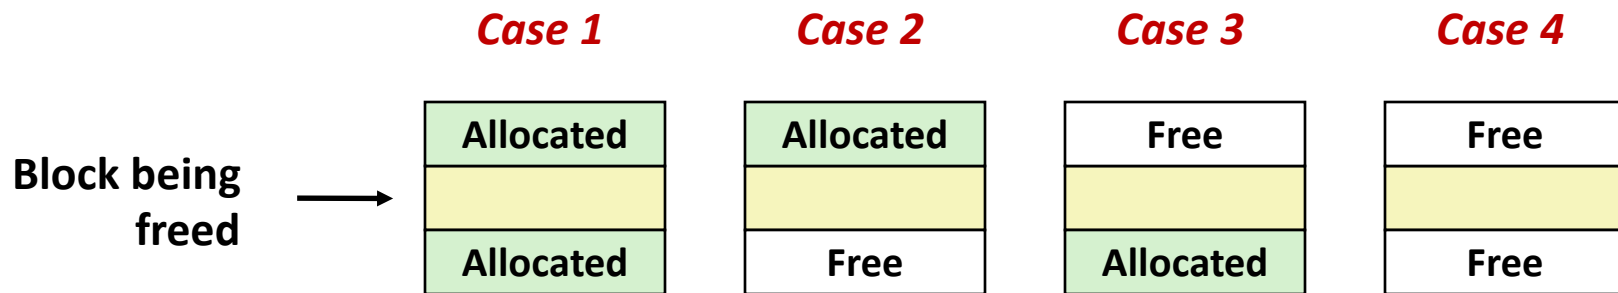 Case 1 Case 2 Case 3 Case 4
Allocated Allocated Free Free
Block being
freed
Allocated Free Allocated Free